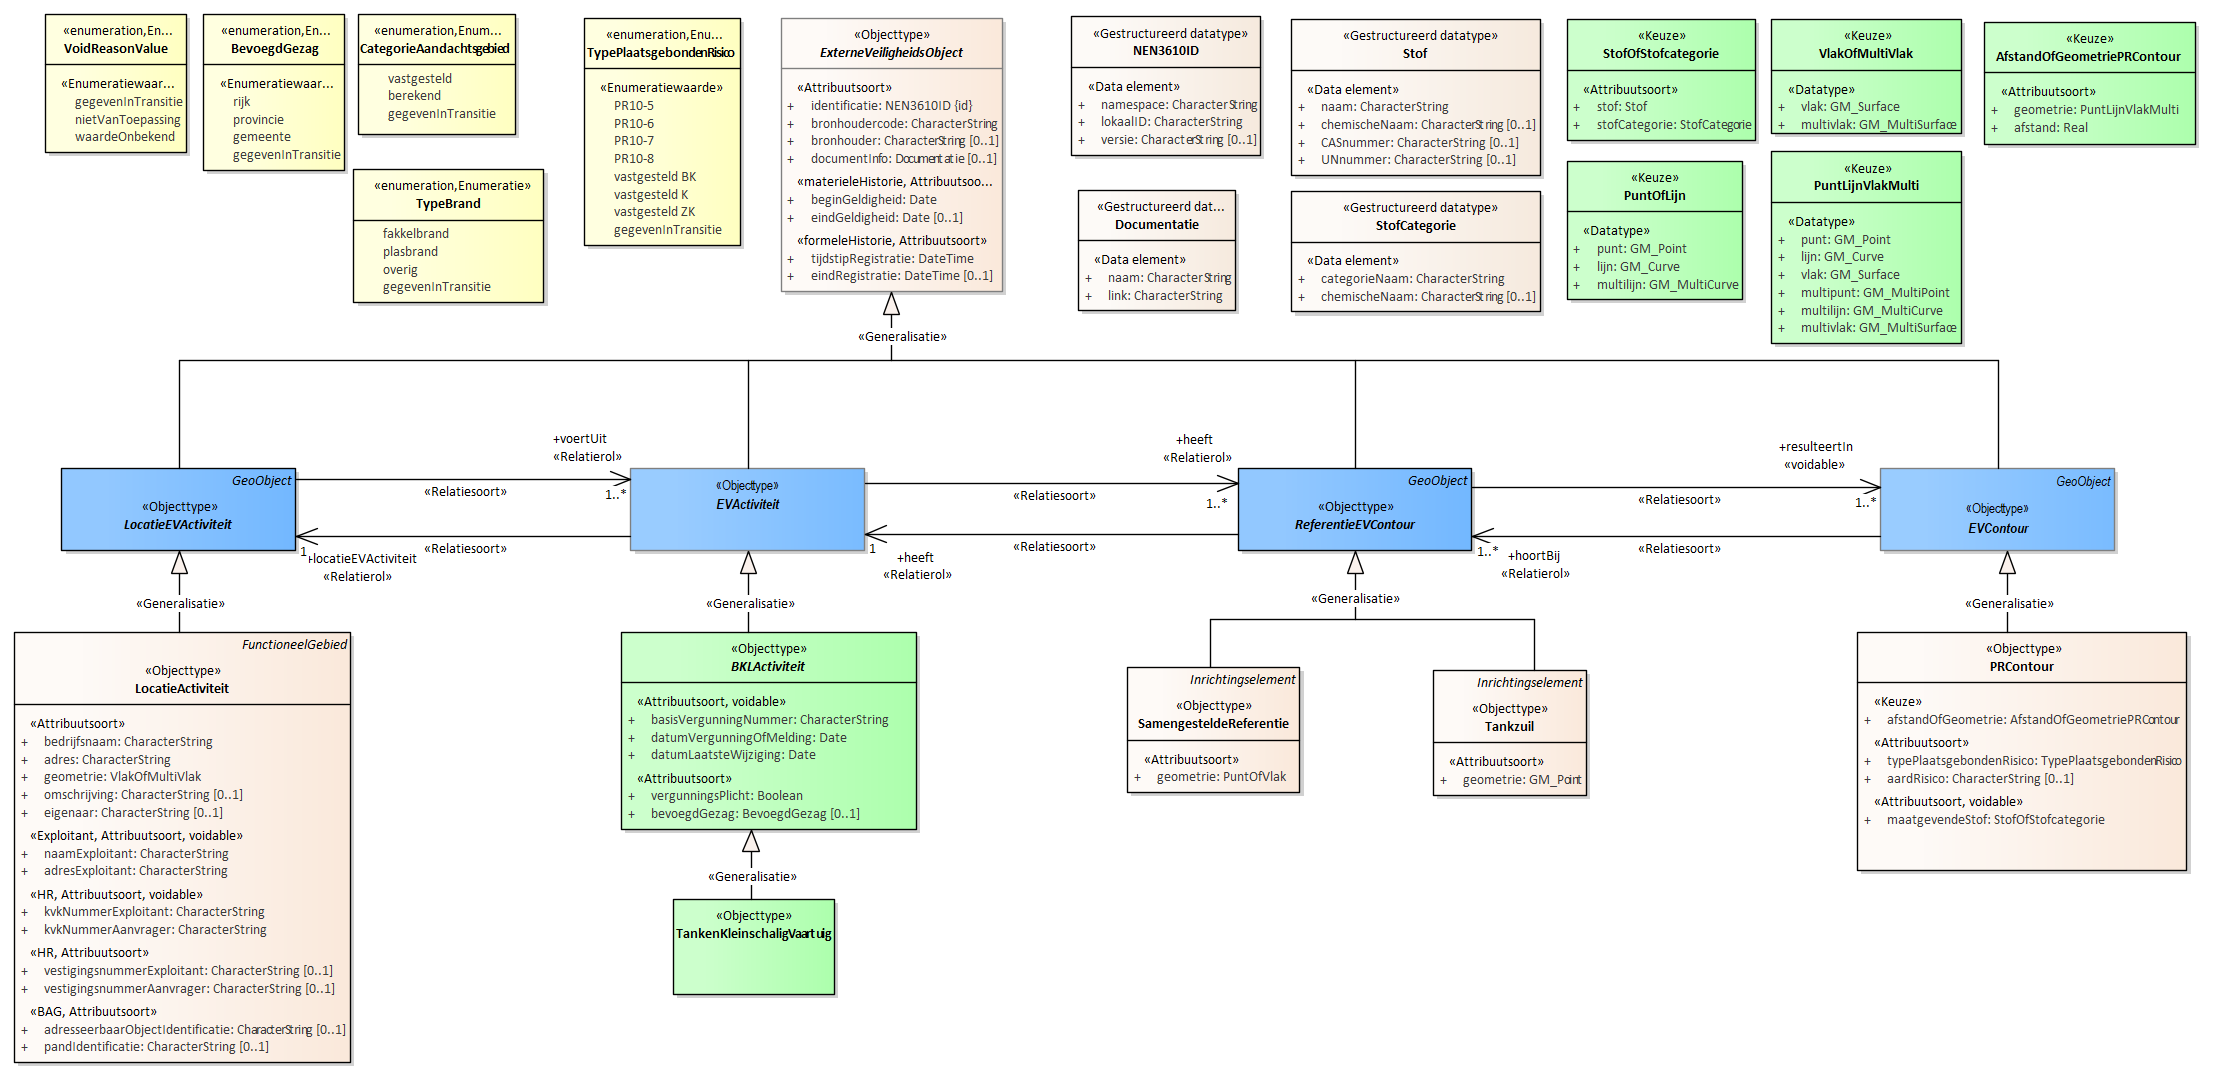 «enumeration,En...
VoidReasonValue
«Enumeratiewaar...
gegevenInTransitie
nietVanToepassing
waardeOnbekend
«enumeration,En...
BevoegdGezag
«Enumeratiewaar...
rijk
provincie
gemeente
gegevenInTransitie
«enumeration,Enum...
CategorieAandachtsgebied
vastgesteld
berekend
gegevenInTransitie
«enumeration,Enumeratie»
TypeBrand
fakkelbrand
plasbrand
overig
gegevenInTransitie
«enumeration,Enu...
TypePlaatsgebondenRisico
«Enumeratiewaarde»
PR10-5
PR10-6
PR10-7
PR10-8
vastgesteld BK
vastgesteld K
vastgesteld ZK
gegevenInTransitie
«Objecttype»
ExterneVeiligheidsObject
«Attribuutsoort»
+ identificatie: NEN3610ID {id}
+ bronhoudercode: CharacterString
+ bronhouder: CharacterString [0..1]
+ documentInfo: Documentatie [0..1]
«materieleHistorie, Attribuutsoo...
+ beginGeldigheid: Date
+ eindGeldigheid: Date [0..1]
«formeleHistorie, Attribuutsoort»
+ tijdstipRegistratie: DateTime
+ eindRegistratie: DateTime [0..1]
«Gestructureerd datatype»
NEN3610ID
«Data element»
+ namespace: CharacterString
+ lokaalID: CharacterString
+ versie: CharacterString [0..1]
«Gestructureerd dat...
Documentatie
«Data element»
+ naam: CharacterString
+ link: CharacterString
«Gestructureerd datatype»
Stof
«Data element»
+ naam: CharacterString
+ chemischeNaam: CharacterString [0..1]
+ CASnummer: CharacterString [0..1]
+ UNnummer: CharacterString [0..1]
«Gestructureerd datatype»
StofCategorie
«Data element»
+ categorieNaam: CharacterString
+ chemischeNaam: CharacterString [0..1]
«Keuze»
StofOfStofcategorie
«Attribuutsoort»
+ stof: Stof
+ stofCategorie: StofCategorie
«Keuze»
PuntOfLijn
«Datatype»
+ punt: GM_Point
+ lijn: GM_Curve
+ multilijn: GM_MultiCurve
«Keuze»
VlakOfMultiVlak
«Datatype»
+ vlak: GM_Surface
+ multivlak: GM_MultiSurface
«Keuze»
PuntLijnVlakMulti
«Datatype»
+ punt: GM_Point
+ lijn: GM_Curve
+ vlak: GM_Surface
+ multipunt: GM_MultiPoint
+ multilijn: GM_MultiCurve
+ multivlak: GM_MultiSurface
«Keuze»
AfstandOfGeometriePRContour
«Attribuutsoort»
+ geometrie: PuntLijnVlakMulti
+ afstand: Real
«Generalisatie»
GeoObject
«Objecttype»
LocatieEVActiviteit
+voertUit
«Relatierol»
«Relatiesoort»
1..*
«Relatiesoort»
1
+locatieEVActiviteit
«Relatierol»
«Objecttype»
EVActiviteit
+heeft
«Relatierol»
«Relatiesoort»
1..*
«Relatiesoort»
1
+heeft
«Relatierol»
GeoObject
«Objecttype»
ReferentieEVContour
+resulteertIn
«voidable»
«Relatiesoort»
1..*
«Relatiesoort»
1..*
+hoortBij
«Relatierol»
GeoObject
«Objecttype»
EVContour
«Generalisatie»
«Generalisatie»
«Generalisatie»
«Generalisatie»
FunctioneelGebied
«Objecttype»
LocatieActiviteit
«Attribuutsoort»
+ bedrijfsnaam: CharacterString
+ adres: CharacterString
+ geometrie: VlakOfMultiVlak
+ omschrijving: CharacterString [0..1]
+ eigenaar: CharacterString [0..1]
«Exploitant, Attribuutsoort, voidable»
+ naamExploitant: CharacterString
+ adresExploitant: CharacterString
«HR, Attribuutsoort, voidable»
+ kvkNummerExploitant: CharacterString
+ kvkNummerAanvrager: CharacterString
«HR, Attribuutsoort»
+ vestigingsnummerExploitant: CharacterString [0..1]
+ vestigingsnummerAanvrager: CharacterString [0..1]
«BAG, Attribuutsoort»
+ adresseerbaarObjectIdentificatie: CharacterString [0..1]
+ pandIdentificatie: CharacterString [0..1]
«Objecttype»
BKLActiviteit
«Attribuutsoort, voidable»
+ basisVergunningNummer: CharacterString
+ datumVergunningOfMelding: Date
+ datumLaatsteWijziging: Date
«Attribuutsoort»
+ vergunningsPlicht: Boolean
+ bevoegdGezag: BevoegdGezag [0..1]
«Generalisatie»
«Objecttype»
TankenKleinschaligVaartuig
Inrichtingselement
«Objecttype»
SamengesteldeReferentie
«Attribuutsoort»
+ geometrie: PuntOfVlak
Inrichtingselement
«Objecttype»
Tankzuil
«Attribuutsoort»
+ geometrie: GM_Point
«Objecttype»
PRContour
«Keuze»
+ afstandOfGeometrie: AfstandOfGeometriePRContour
«Attribuutsoort»
+ typePlaatsgebondenRisico: TypePlaatsgebondenRisico
+ aardRisico: CharacterString [0..1]
«Attribuutsoort, voidable»
+ maatgevendeStof: StofOfStofcategorie